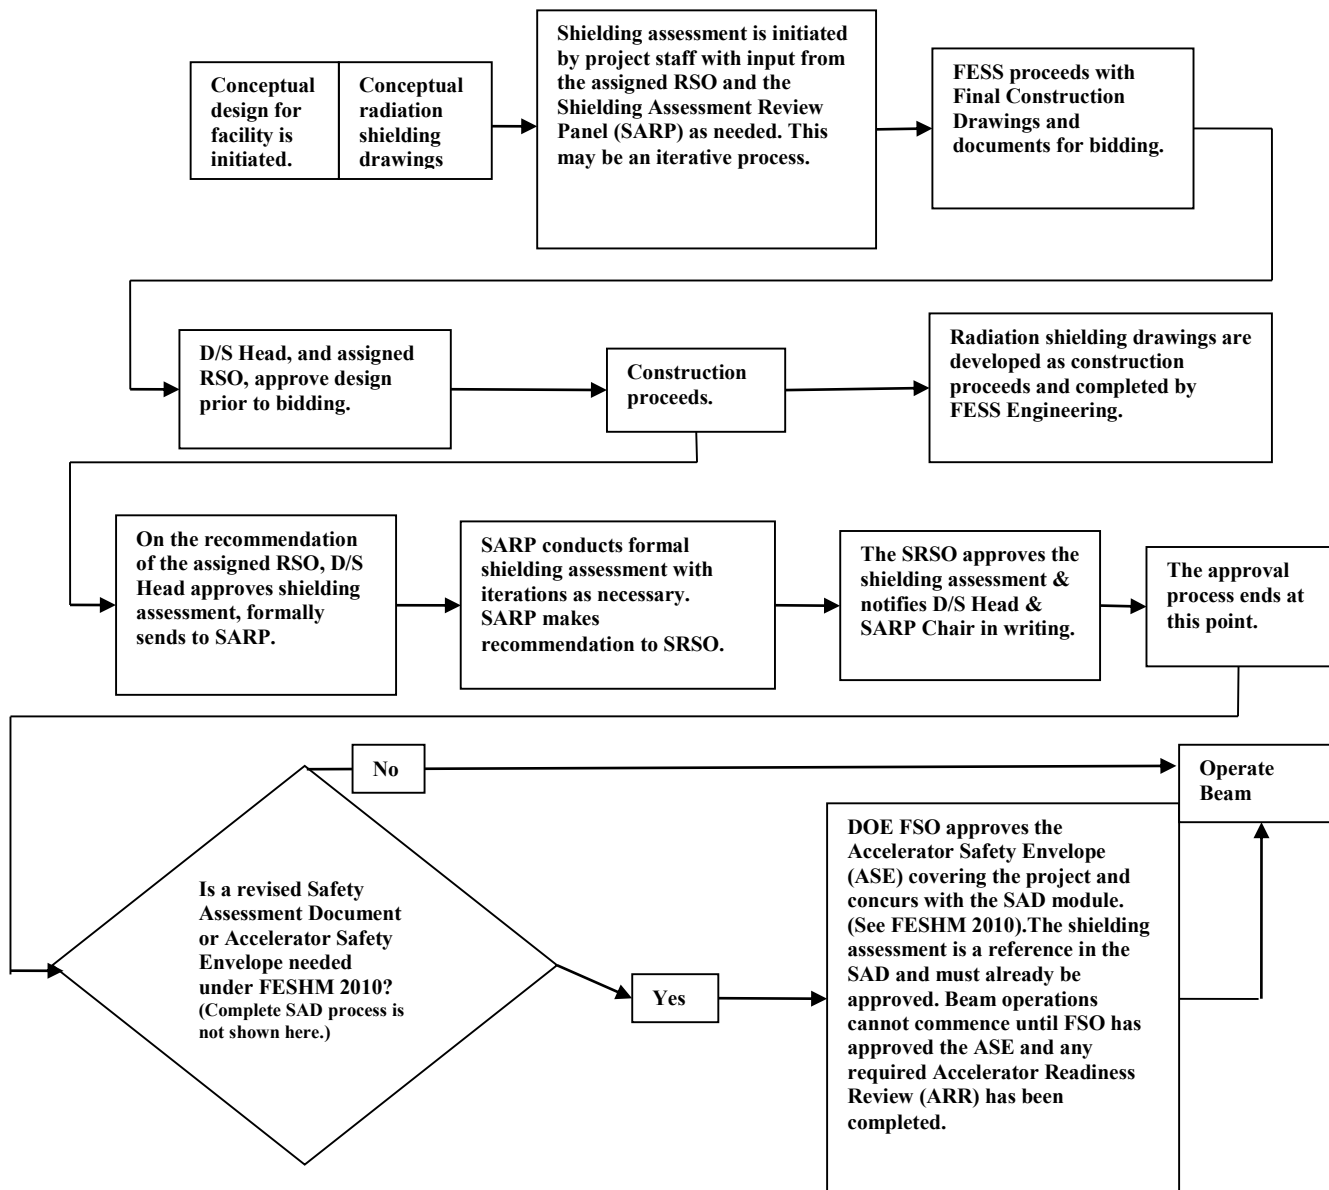 Conceptual
design for
facility is
initiated.
Conceptual
radiation
shielding
drawings
Shielding assessment is initiated
by project staff with input from
the assigned RSO and the
Shielding Assessment Review
Panel (SARP) as needed. This
may be an iterative process.
FESS proceeds with
Final Construction
Drawings and
documents for bidding.
D/S Head, and assigned
RSO, approve design
prior to bidding.
Construction
proceeds.
Radiation shielding drawings are
developed as construction
proceeds and completed by
FESS Engineering.
On the recommendation
of the assigned RSO, D/S
Head approves shielding
assessment, formally
sends to SARP.
SARP conducts formal
shielding assessment with
iterations as necessary.
SARP makes
recommendation to SRSO.
The SRSO approves the
shielding assessment &
notifies D/S Head &
SARP Chair in writing.
The approval
process ends at
this point.
No
Operate
Beam
Is a revised Safety
Assessment Document
or Accelerator Safety
Envelope needed
under FESHM 2010?
(Complete SAD process is
not shown here.)
Yes
DOE FSO approves the
Accelerator Safety Envelope
(ASE) covering the project and
concurs with the SAD module.
(See FESHM 2010).The shielding
assessment is a reference in the
SAD and must already be
approved. Beam operations
cannot commence until FSO has
approved the ASE and any
required Accelerator Readiness
Review (ARR) has been
completed.